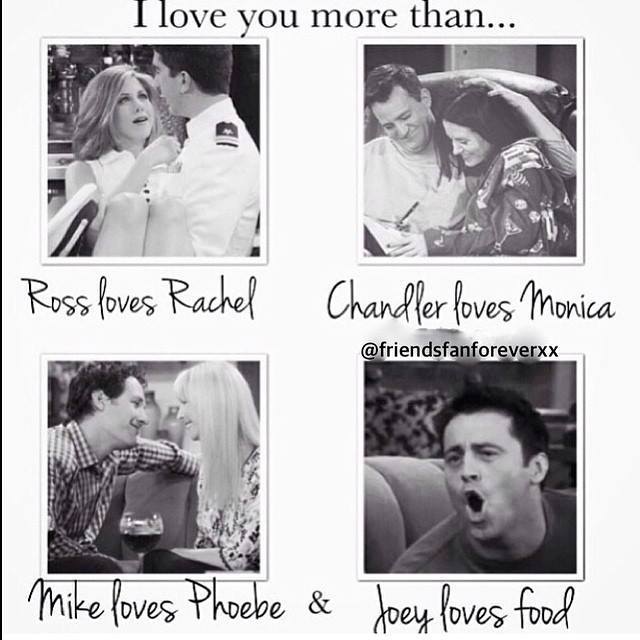 I love you more than...
Ross loves Rachel
Chandler loves Monica
@friendsfanforeverxx
Mike loves Phoebe & Joey loves food